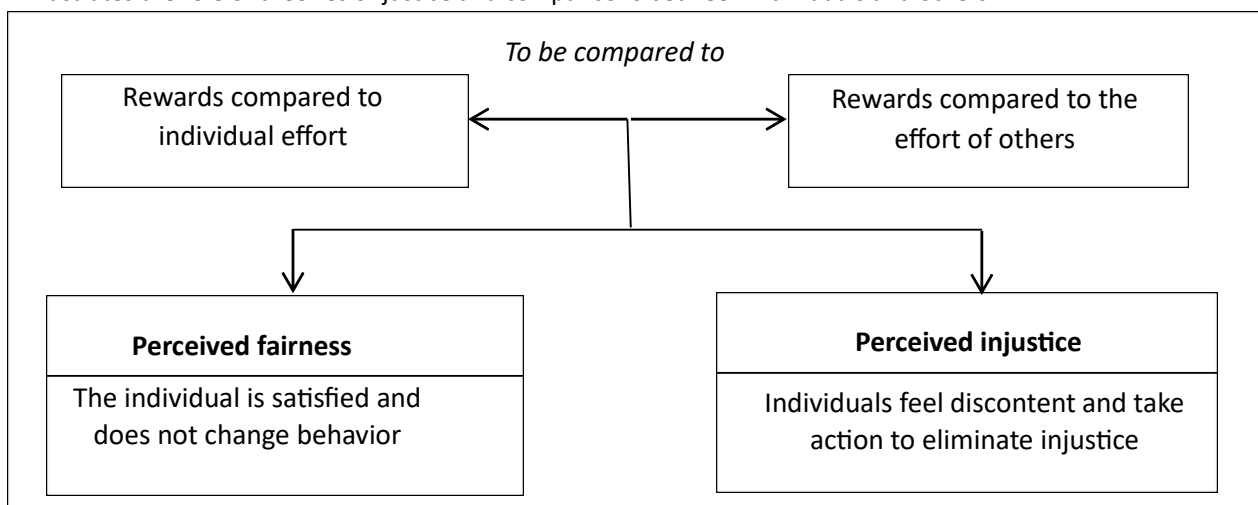 To be compared to
Rewards compared to
individual effort
Rewards compared to the
effort of others
Perceived fairness
The individual is satisfied and
does not change behavior
Perceived injustice
Individuals feel discontent and take
action to eliminate injustice